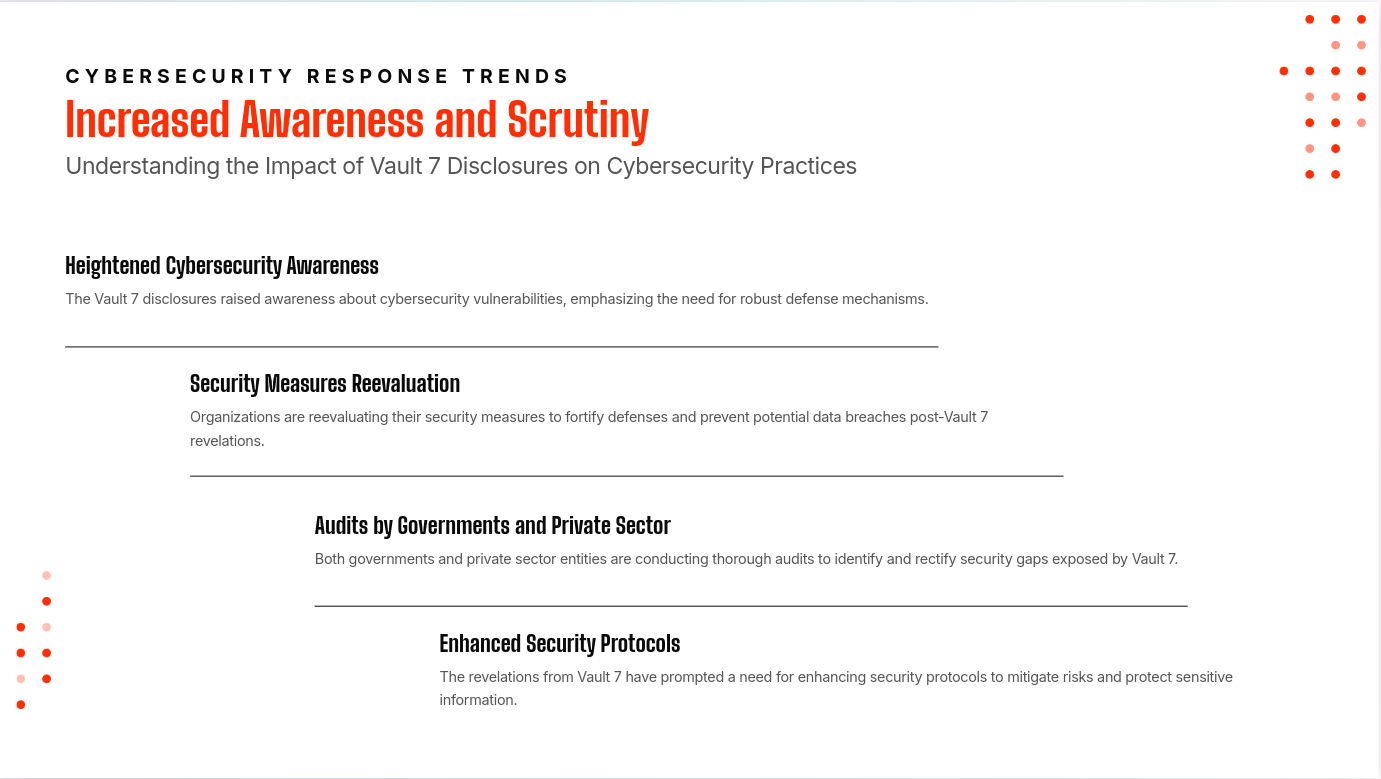 CYBERSECURITY RESPONSE TRENDS
Increased Awareness and Scrutiny
Understanding the Impact of Vault 7 Disclosures on Cybersecurity Practices
Heightened Cybersecurity Awareness
The Vault 7 disclosures raised awareness about cybersecurity vulnerabilities, emphasizing the need for robust defense mechanisms.
Security Measures Reevaluation
Organizations are reevaluating their security measures to fortify defenses and prevent potential data breaches post-Vault 7
revelations.
Audits by Governments and Private Sector
Both governments and private sector entities are conducting thorough audits to identify and rectify security gaps exposed by Vault 7.
Enhanced Security Protocols
The revelations from Vault 7 have prompted a need for enhancing security protocols to mitigate risks and protect sensitive
information.